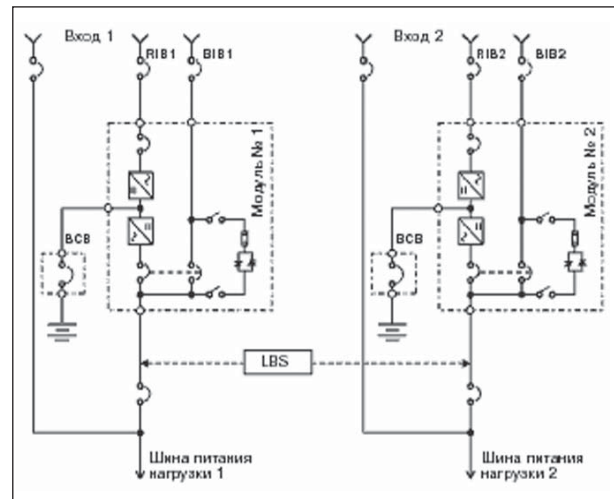 Вход 1
RIB1
BIB1
Вход 2
RIB2
BIB2
Модуль № 1
Модуль № 2
BCB
BCB
LBS
Шина питания
нагрузки 1
Шина питания
нагрузки 2